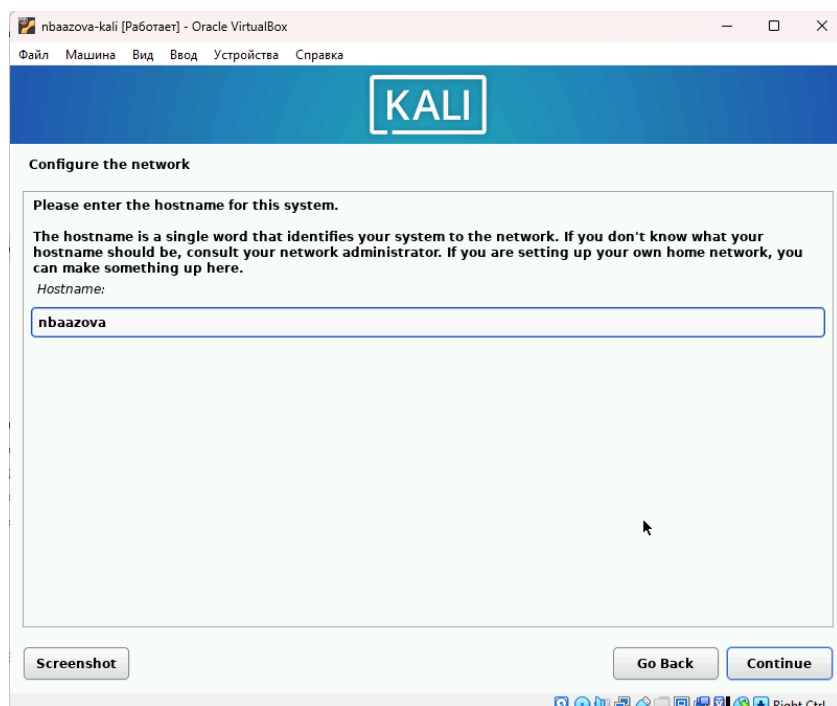 nbaazova-kali [Работает] - Oracle VirtualBox
Файл Машина Вид Ввод Устройства Справка
KALI
Configure the network
Please enter the hostname for this system.
The hostname is a single word that identifies your system to the network. If you don't know what your
hostname should be, consult your network administrator. If you are setting up your own home network, you
can make something up here.
Hostname:
nbaazova
Screenshot
Go Back
Continue
Right Ctrl